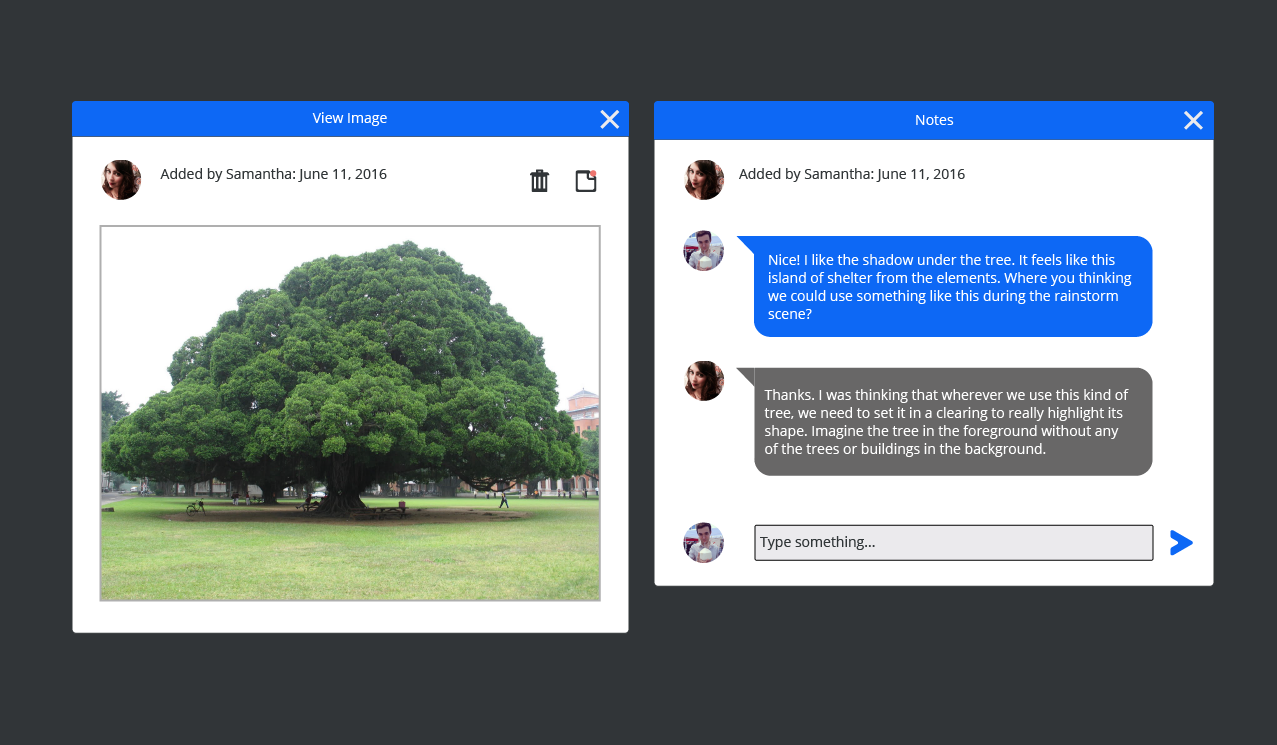 View Image
Added by Samantha: June 11, 2016
Notes
Added by Samantha: June 11, 2016
Nice! I like the shadow under the tree. It feels like this
island of shelter from the elements. Where you thinking
we could use something like this during the rainstorm
scene?
Thanks. I was thinking that wherever we use this kind of
tree, we need to set it in a clearing to really highlight its
shape. Imagine the tree in the foreground without any
of the trees or buildings in the background.
Type something...